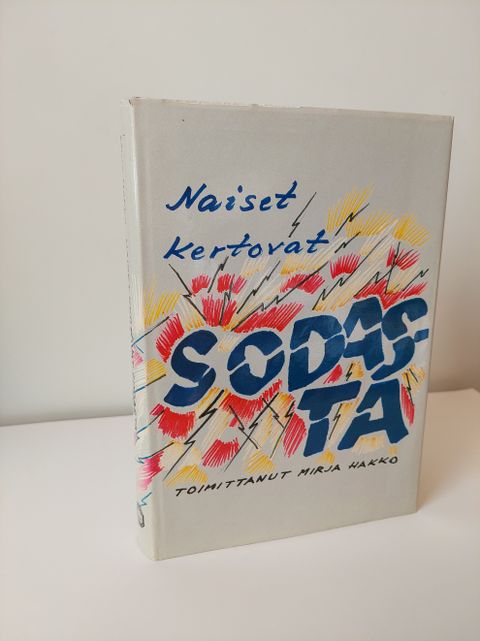 Naiset
Kertovat
SODAS-
TA
TOIMITTANUT MIRJA HAKKO